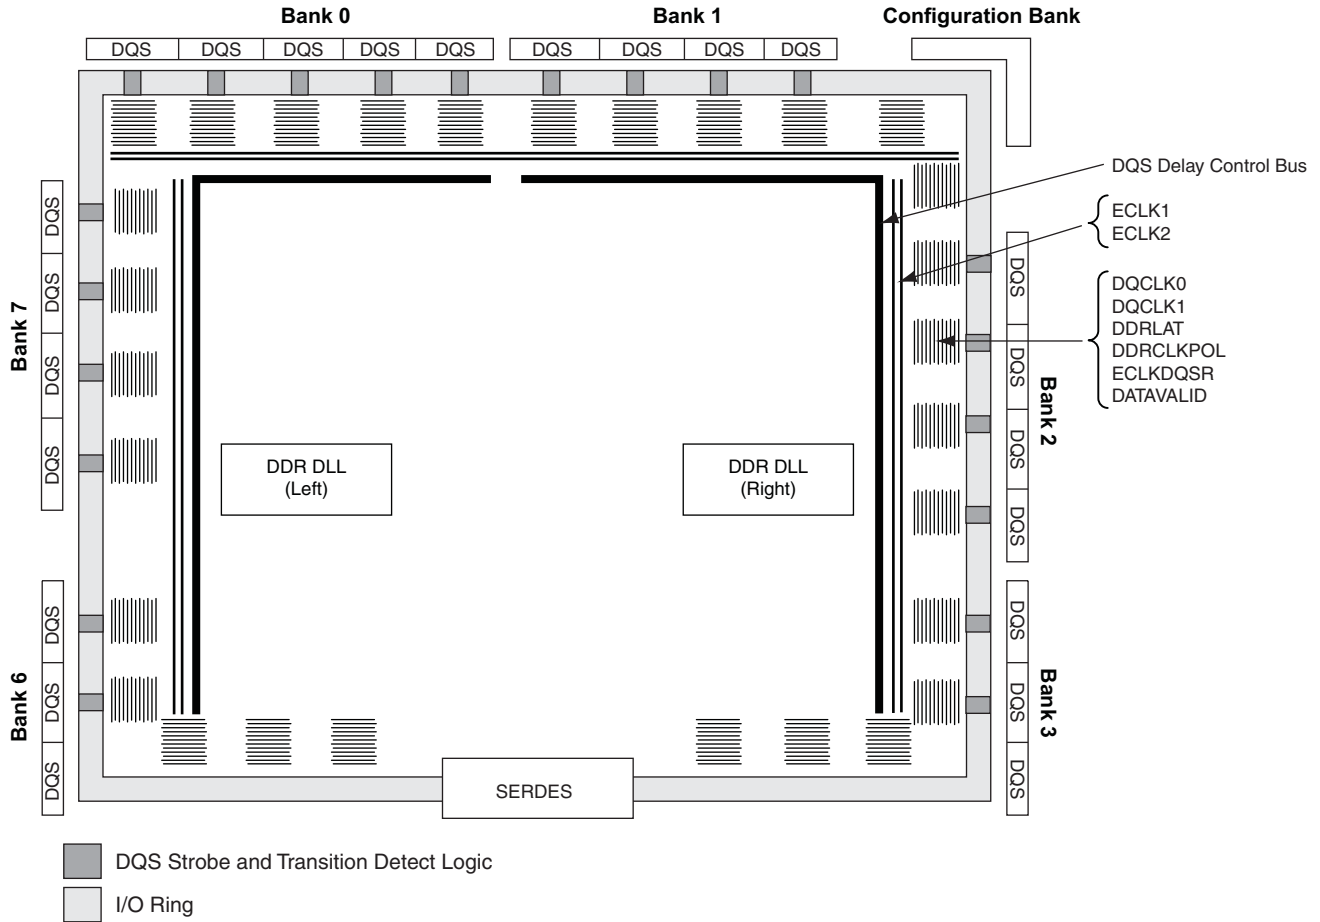 Bank 0
Bank 1
Configuration Bank
DQS DQS DQS DQS DQS
DQS DQS DQS DQS
DQS Delay Control Bus
ECLK1
ECLK2
DQCLK0
DQCLK1
DDRLAT
DDRCLKPOL
ECLKDQSR
DATAVALID
Bank 7
DQS
DQS
DQS
DQS
Bank 6
DQS
DQS
DQS
DDR DLL
(Left)
DDR DLL
(Right)
DQS
DQS
DQS
DQS
Bank 2
DQS
DQS
DQS
Bank 3
SERDES
DQS Strobe and Transition Detect Logic
I/O Ring